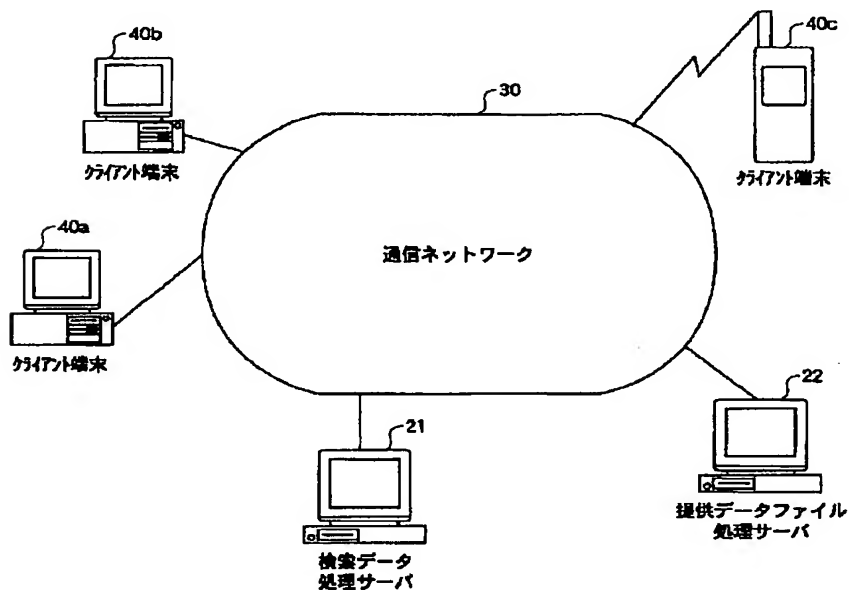 40b
40c
30
クライアント端末
クライアント端末
40a
通信ネットワーク
クライアント端末
22
21
提供データファイル
処理サーバ
検索データ
処理サーバ